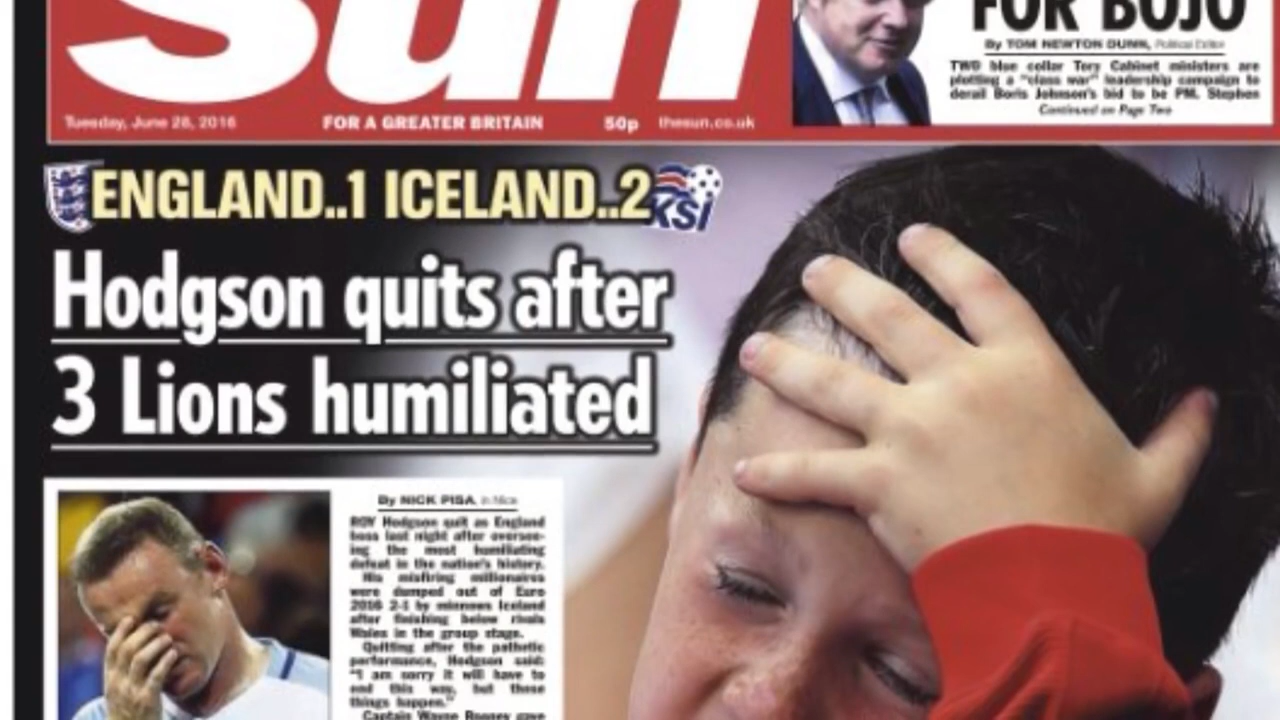 Sun
FOR BOJO
By TOM NEWTON DUNN, Political Editor
TWO blue collar Tory Cabinet ministers are
plotting a "class war" leadership campaign to
derail Boris Johnson's bid to be PM. Stephen
Continued on Page Two
Tuesday, June 28, 2016 FOR A GREATER BRITAIN 50p thesun.co.uk
ENGLAND..1 ICELAND..2
KSI
Hodgson quits after
3 Lions humiliated
By NICK PISA, in Nice
ROY Hodgson quit as England
boss last night after oversee-
ing the most humiliating
defeat in the nation's history.
His misfiring millionaires
were dumped out of Euro
2016 2-1 by minnows Iceland
after finishing below rivals
Wales in the group stage.
Quitting after the pathetic
performance, Hodgson said:
"I am sorry it will have to
end this way, but these
things happen."
Captain Wayne Rooney gave